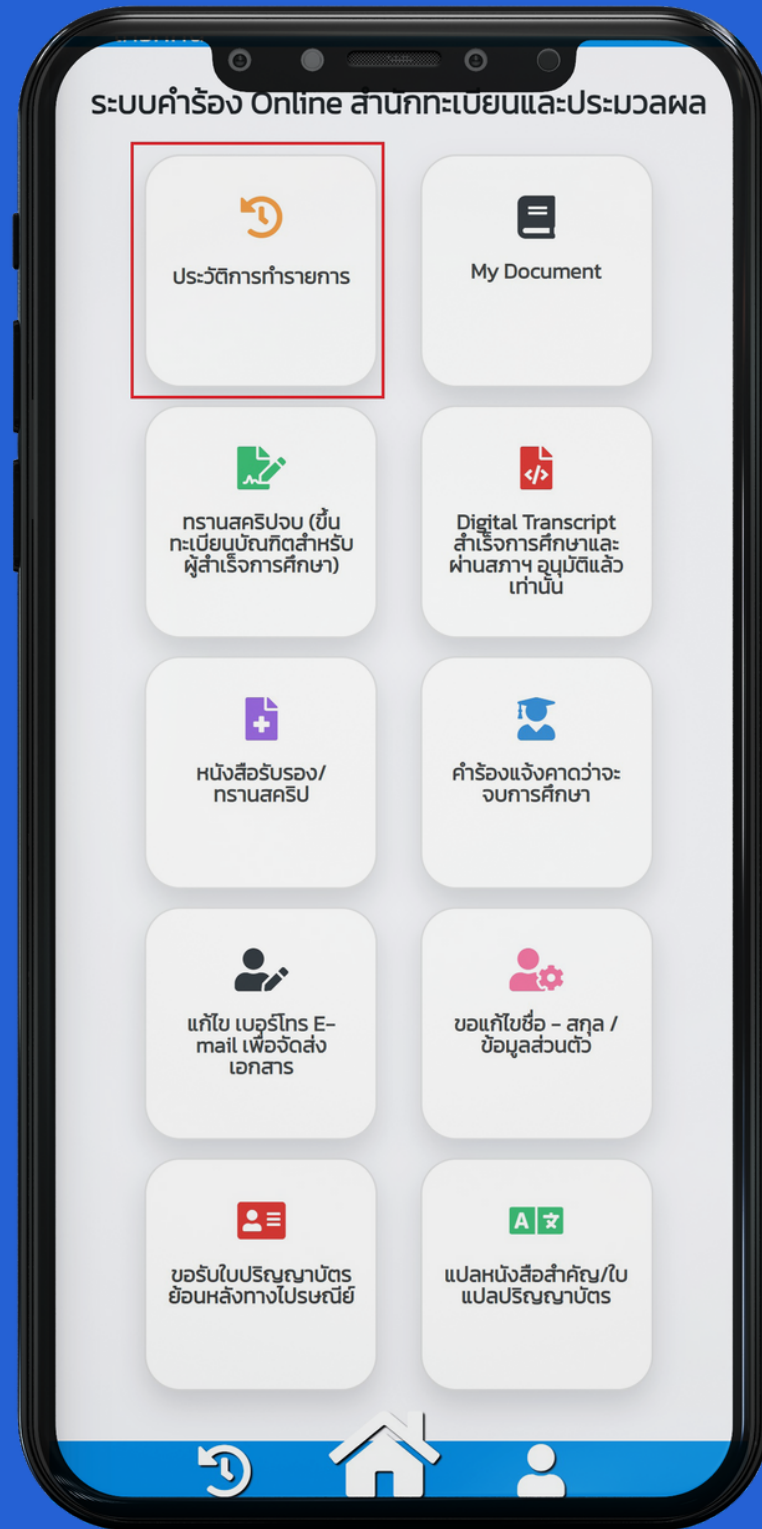 ระบบคำร้อง Online สำนักทะเบียนและประมวลผล
ประวัติการทำรายการ
My Document
ทรานสคริปจบ (ขึ้น
ทะเบียนบัณฑิตสำหรับ
ผู้สำเร็จการศึกษา)
Digital Transcript
สำเร็จการศึกษาและ
ผ่านสภาฯ อนุมัติแล้ว
เท่านั้น
หนังสือรับรอง/
ทรานสคริป
คำร้องแจ้งคาดว่าจะ
จบการศึกษา
แก้ไข เบอร์โทร E-
mail เพื่อจัดส่ง
เอกสาร
ขอแก้ไขชื่อ - สกุล /
ข้อมูลส่วนตัว
ขอรับใบปริญญาบัตร
ย้อนหลังทางไปรษณีย์
A
แปลหนังสือสำคัญ/ใบ
แปลปริญญาบัตร